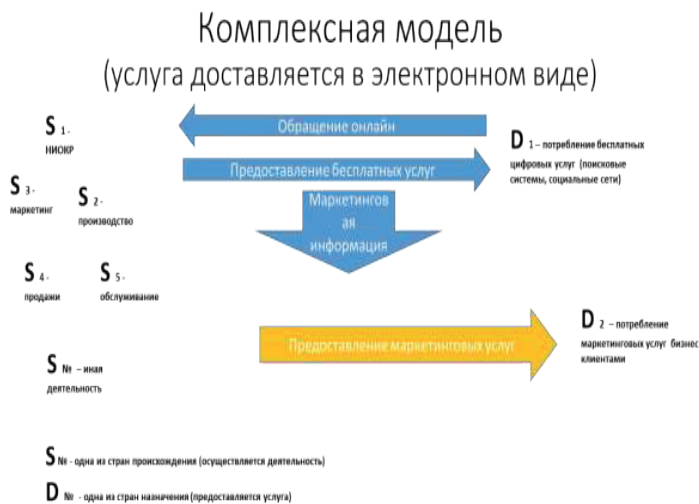 Комплексная модель
(услуга доставляется в электронном виде)
S 1-
НИОКР
Обращение онлайн
D 1 – потребление бесплатных
цифровых услуг (поисковые
системы, социальные сети)
Предоставление бесплатных услуг
S 3-
маркетинг
S 2-
производство
Маркетингов
ая
информация
S 4-
продажи
S 5-
обслуживание
Предоставление маркетинговых услуг
D 2 – потребление
маркетинговых услуг бизнес
клиентами
S № – иная
деятельность
S № - одна из стран происхождения (осуществляется деятельность)
D № - одна из стран назначения (предоставляется услуга)